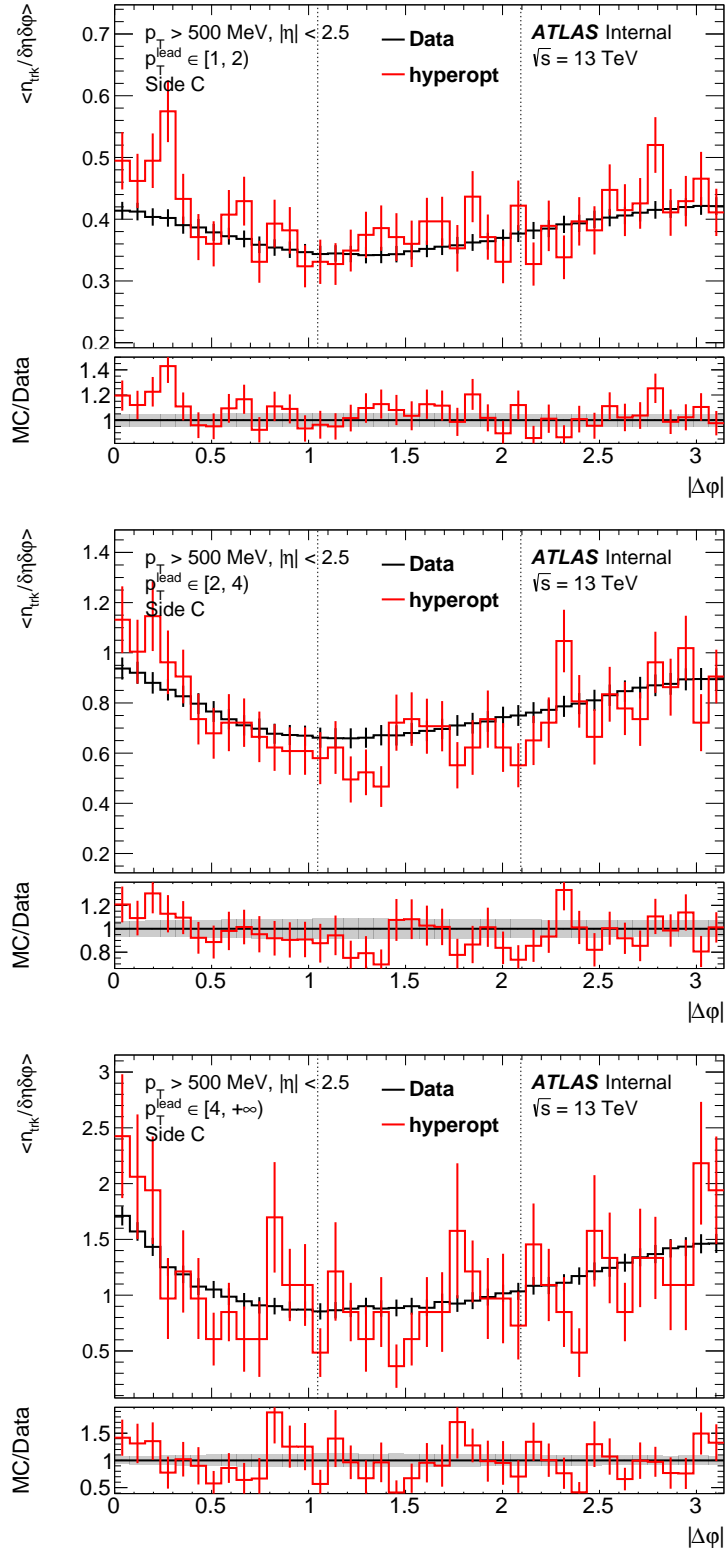 <n_trk/δηδφ>
p_T > 500 MeV, |η| < 2.5
p_T^lead ∈ [1, 2)
Side C
Data
hyperopt
ATLAS Internal
√s = 13 TeV
0.7
0.6
0.5
0.4
0.3
0.2
MC/Data
1.4
1.2
1
0 0.5 1 1.5 2 2.5 3
|Δφ|
<n_trk/δηδφ>
p_T > 500 MeV, |η| < 2.5
p_T^lead ∈ [2, 4)
Side C
Data
hyperopt
ATLAS Internal
√s = 13 TeV
1.4
1.2
1
0.8
0.6
0.4
0.2
MC/Data
1.2
1
0.8
0 0.5 1 1.5 2 2.5 3
|Δφ|
<n_trk/δηδφ>
p_T > 500 MeV, |η| < 2.5
p_T^lead ∈ [4, +∞)
Side C
Data
hyperopt
ATLAS Internal
√s = 13 TeV
3
2.5
2
1.5
1
0.5
MC/Data
1.5
1
0.5
0 0.5 1 1.5 2 2.5 3
|Δφ|